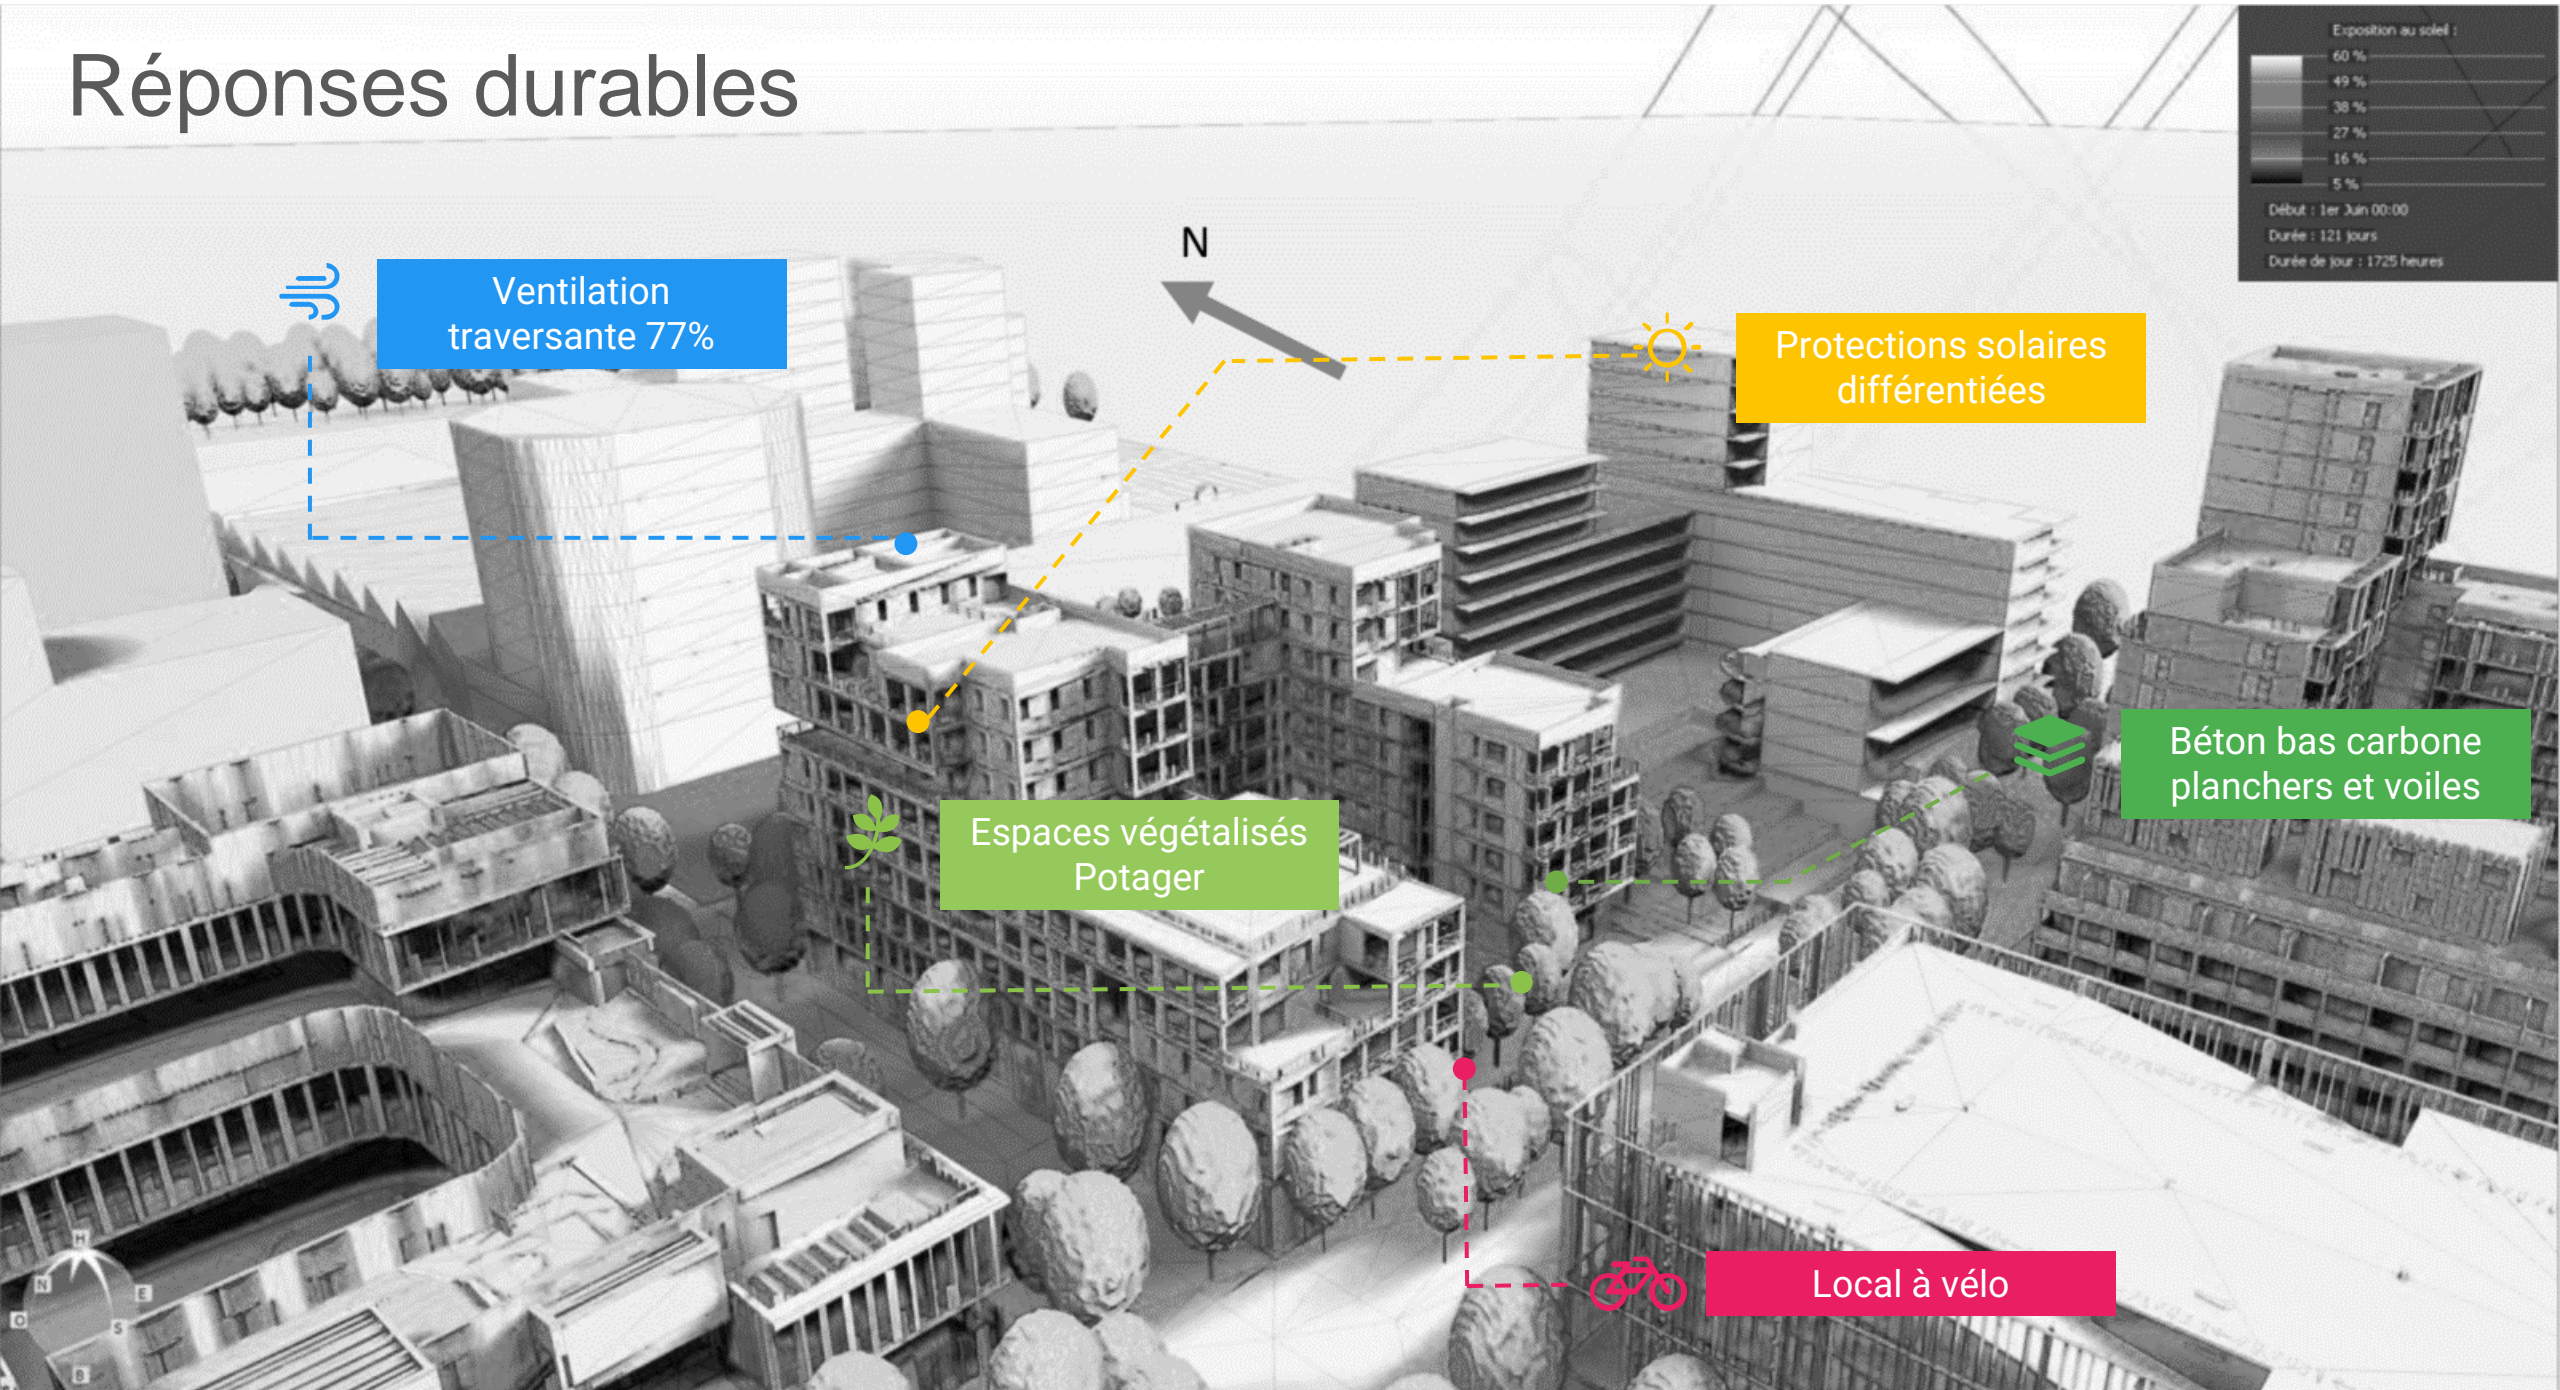 Réponses durables
Exposition au soleil :
60 %
49 %
38 %
27 %
16 %
5 %
Début : 1er Juin 00:00
Durée : 121 jours
Durée de jour : 1725 heures
N
Ventilation
traversante 77%
Protections solaires
différentiées
Béton bas carbone
planchers et voiles
Espaces végétalisés
Potager
Local à vélo
H
N
E
O
S
B